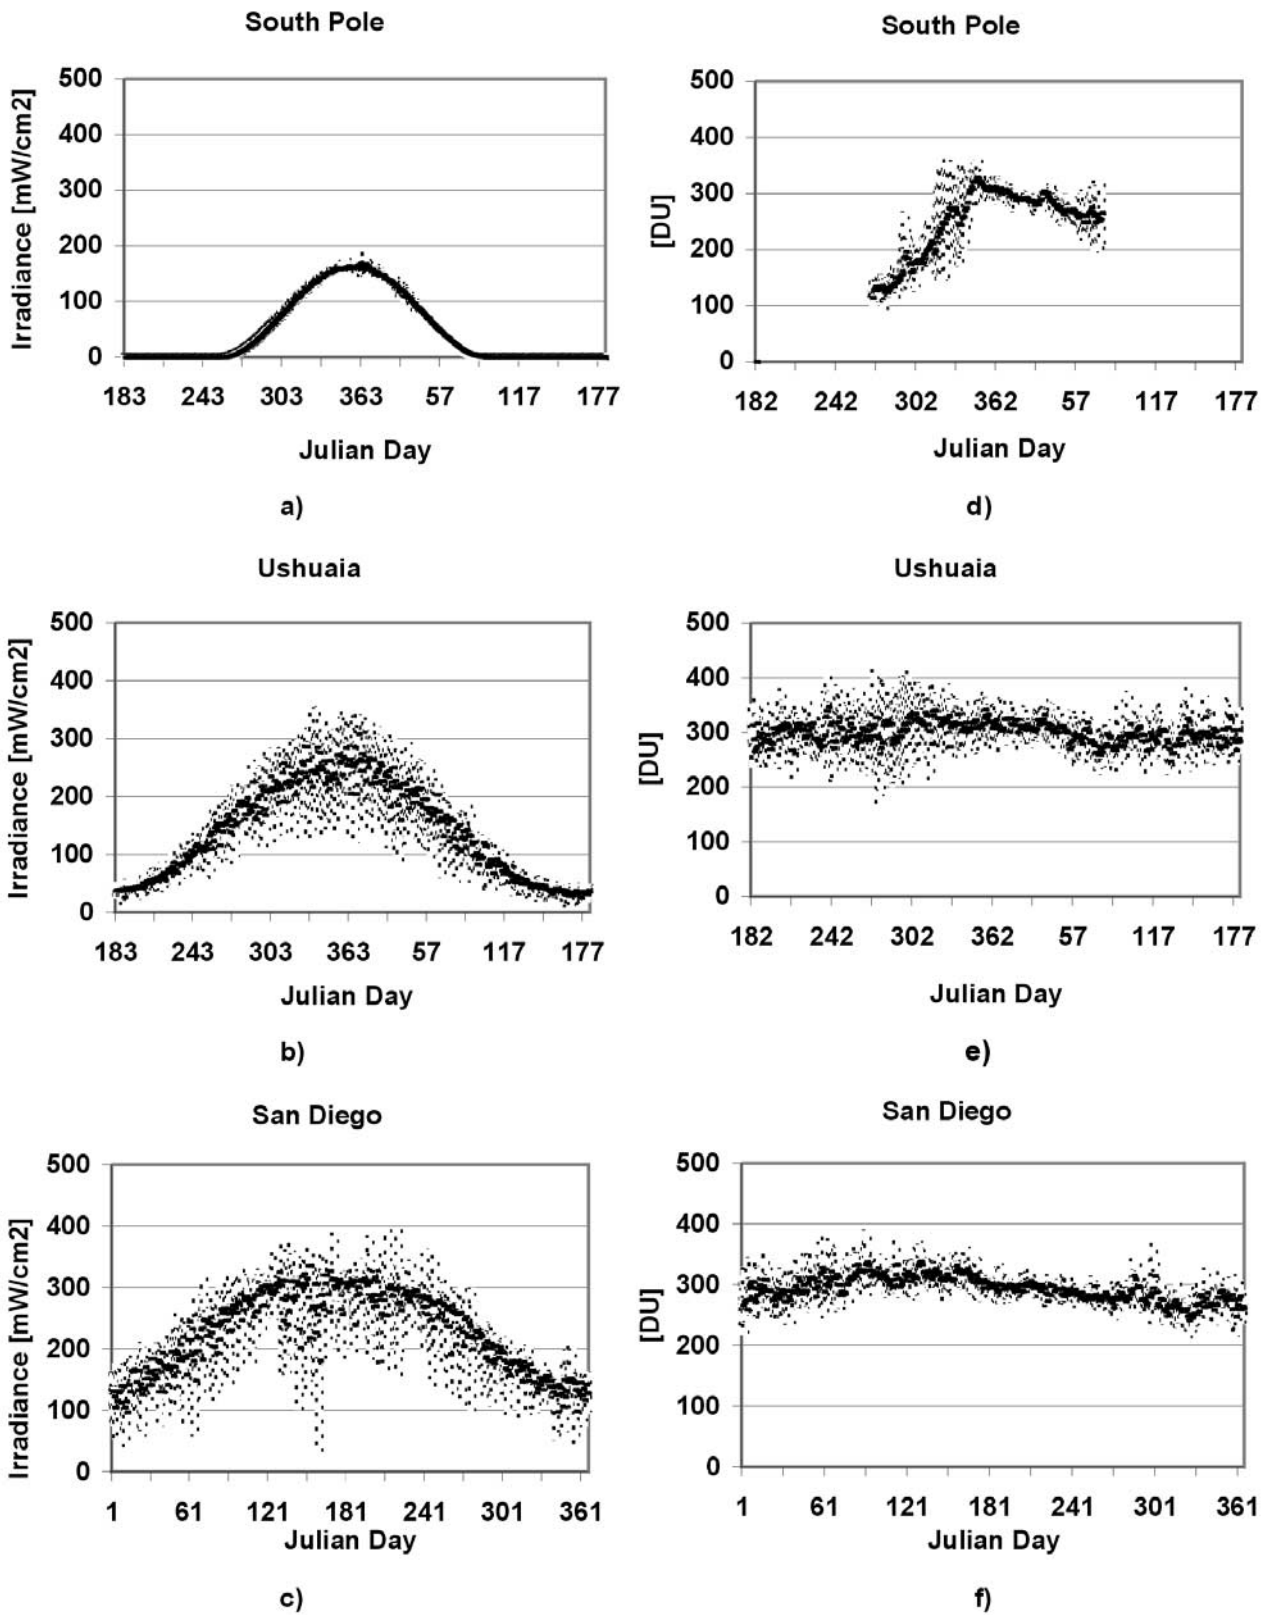 South Pole
500
400
300
200
100
0
Irradiance [mW/cm2]
183 243 303 363 57 117 177
Julian Day
a)
South Pole
500
400
300
200
100
0
[DU]
182 242 302 362 57 117 177
Julian Day
d)
Ushuaia
500
400
300
200
100
0
Irradiance [mW/cm2]
183 243 303 363 57 117 177
Julian Day
b)
Ushuaia
500
400
300
200
100
0
[DU]
182 242 302 362 57 117 177
Julian Day
e)
San Diego
500
400
300
200
100
0
Irradiance [mW/cm2]
1 61 121 181 241 301 361
Julian Day
c)
San Diego
500
400
300
200
100
0
[DU]
1 61 121 181 241 301 361
Julian Day
f)